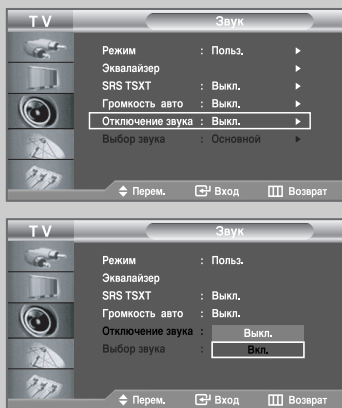 TV Звук
Режим : Польз.
Эквалайзер
SRS TSXT : Выкл.
Громкость авто : Выкл.
Отключение звука : Выкл.
Выбор звука : Основной
Перем. Вход Возврат
TV Звук
Режим : Польз.
Эквалайзер
SRS TSXT : Выкл.
Громкость авто : Выкл.
Отключение звука : Выкл.
Выбор звука : Вкл.
Перем. Вход Возврат